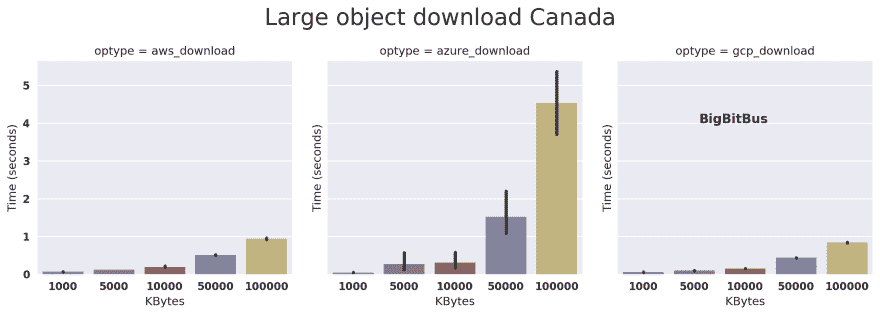 Large object download Canada
optype = aws_download
optype = azure_download
optype = gcp_download
Time (seconds)
5
4
3
2
1
0
1000 5000 10000 50000 100000
KBytes
Time (seconds)
1000 5000 10000 50000 100000
KBytes
BigBitBus
Time (seconds)
1000 5000 10000 50000 100000
KBytes